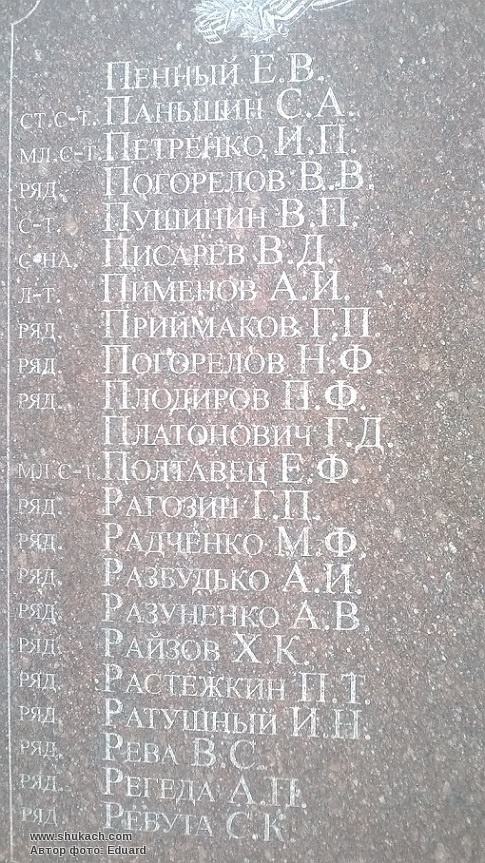 Пенный Е.В.
ст.с-т. Паньшин С.А.
мл.с-т. Петренко И.П.
ряд. Погорелов В.В.
с-т. Пушинин В.П.
с-на. Писарев В.Д.
л-т. Пименов А.И.
ряд. Приймаков Г.П.
ряд. Погорелов Н.Ф.
ряд. Плодиров П.Ф.
Платонович Г.Д.
мл.с-т. Полтавец Е.Ф.
ряд. Рагозин Г.П.
ряд. Радченко М.Ф.
ряд. Разбудько А.И.
ряд. Разуненко А.В.
ряд. Райзов Х.К.
ряд. Растежкин П.Т.
ряд. Ратушный И.Н.
ряд. Рева В.С.
ряд. Регеда А.П.
ряд. Ребута С.К.
www.shukach.com
Автор фото: Eduard